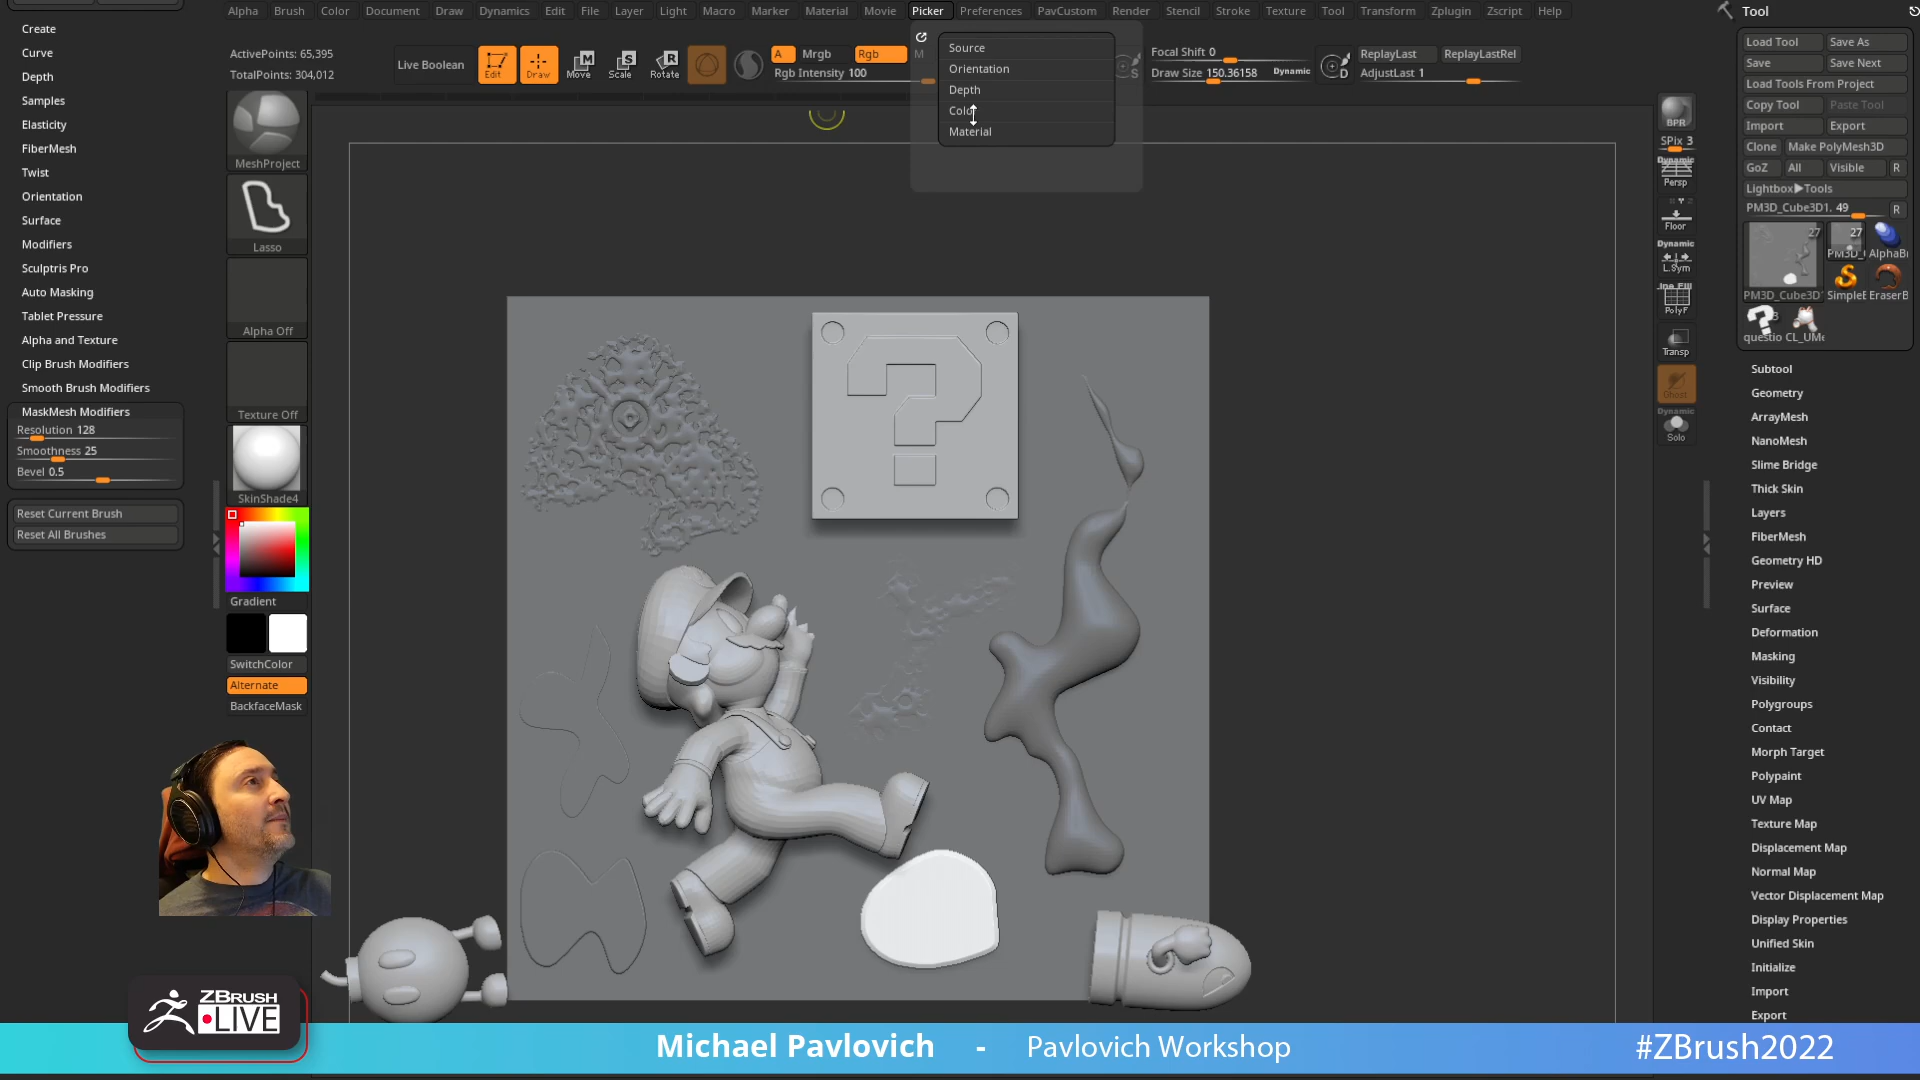 Alpha Brush Color Document Draw Dynamics Edit File Layer Light Macro Marker Material Movie Picker Preferences PavCustom Render Stencil Stroke Texture Tool Transform Zplugin Zscript Help
Create
Curve
Depth
Samples
Elasticity
FiberMesh
Twist
Orientation
Surface
Modifiers
Sculptris Pro
Auto Masking
Tablet Pressure
Alpha and Texture
Clip Brush Modifiers
Smooth Brush Modifiers
MaskMesh Modifiers
Resolution 128
Smoothness 25
Bevel 0.5
Reset Current Brush
Reset All Brushes
ActivePoints: 65,395
TotalPoints: 304,012
Live Boolean
Edit
Draw
Move
Scale
Rotate
A Mrgb Rgb M
Rgb Intensity 100
Source
Orientation
Depth
Material
Focal Shift 0
Draw Size 150.36158 Dynamic
ReplayLast ReplayLastRel
AdjustLast 1
MeshProject
Lasso
Alpha Off
Texture Off
SkinShade4
Gradient
SwitchColor
Alternate
BackfaceMask
?
BPR
SPix 3
Dynamic
Persp
Floor
Dynamic
L.Sym
PolyF
Transp
Ghost
Dynamic
Solo
Tool
Load Tool Save As
Save Save Next
Load Tools From Project
Copy Tool Paste Tool
Import Export
Clone Make PolyMesh3D
GoZ All Visible R
Lightbox▶Tools
PM3D_Cube3D1. 49 R
27 27
Subtool
Geometry
ArrayMesh
NanoMesh
Slime Bridge
Thick Skin
Layers
FiberMesh
Geometry HD
Preview
Surface
Deformation
Masking
Visibility
Polygroups
Contact
Morph Target
Polypaint
UV Map
Texture Map
Displacement Map
Normal Map
Vector Displacement Map
Display Properties
Unified Skin
Initialize
Import
Export
ZBRUSH
LIVE
Michael Pavlovich - Pavlovich Workshop #ZBrush2022